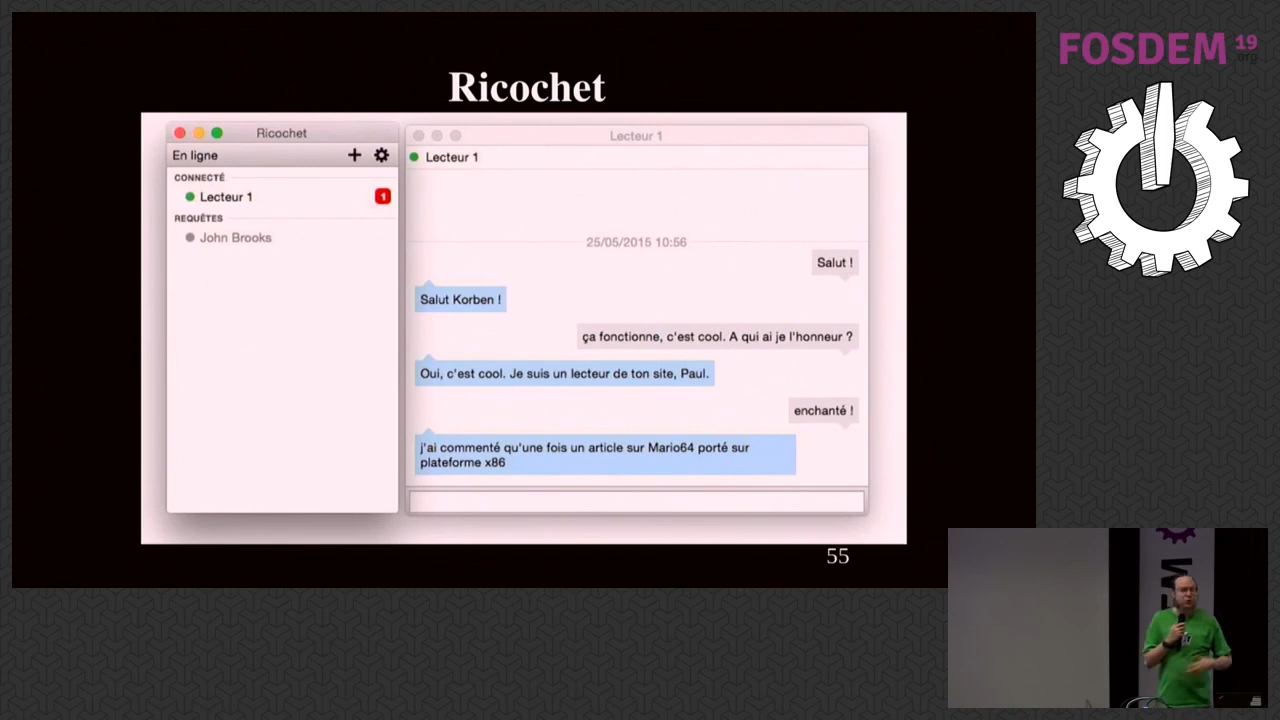 FOSDEM 19
.org
Ricochet
Ricochet
En ligne
CONNECTÉ
Lecteur 1
1
REQUÊTES
John Brooks
Lecteur 1
Lecteur 1
25/05/2015 10:56
Salut !
Salut Korben !
ça fonctionne, c'est cool. A qui ai je l'honneur ?
Oui, c'est cool. Je suis un lecteur de ton site, Paul.
enchanté !
j'ai commenté qu'une fois un article sur Mario64 porté sur
plateforme x86
55